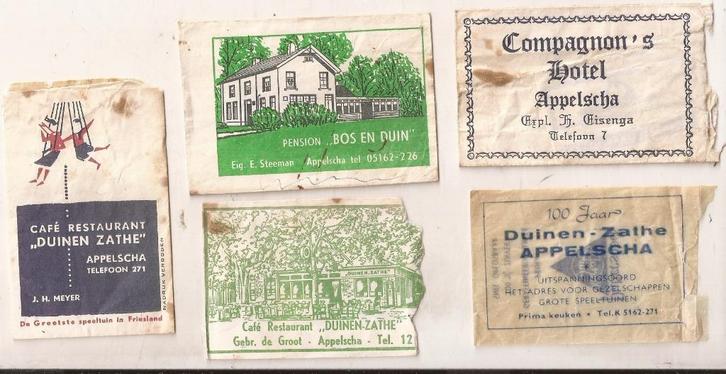 CAFÉ RESTAURANT
„DUINEN ZATHE"
APPELSCHA
TELEFOON 271
J. H. MEYER
NADRUK VERBODEN
De Grootste speeltuin in Friesland
PENSION „BOS EN DUIN"
Eig. E. Steeman Appelscha tel 05162-226
DUINEN-ZATHE
Café Restaurant „DUINEN-ZATHE"
Gebr. de Groot - Appelscha - Tel. 12
Compagnon's
Hotel
Appelscha
Expl. H. Eisenga
Telefoon 7
100 Jaar
Duinen-Zathe
APPELSCHA
UITSPANNINGSOORD
HET ADRES VOOR GEZELSCHAPPEN
GROTE SPEELTUINEN
Prima keuken • Tel. K 5162-271